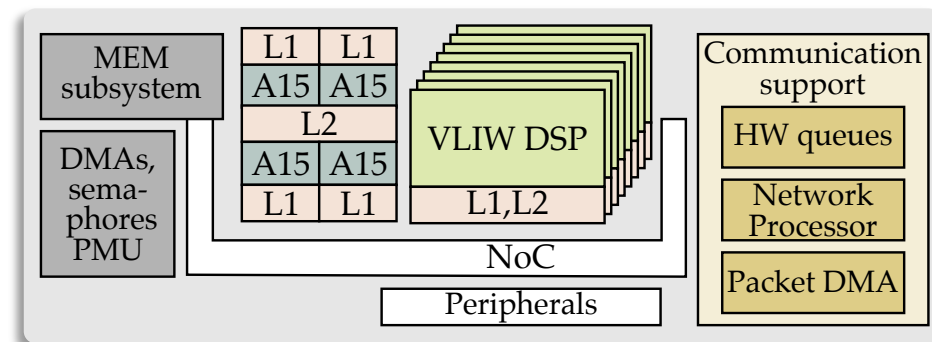 MEM
subsystem
DMAs,
sema-
phores
PMU
L1 L1
A15 A15
L2
A15 A15
L1 L1
VLIW DSP
L1,L2
NoC
Peripherals
Communication
support
HW queues
Network
Processor
Packet DMA